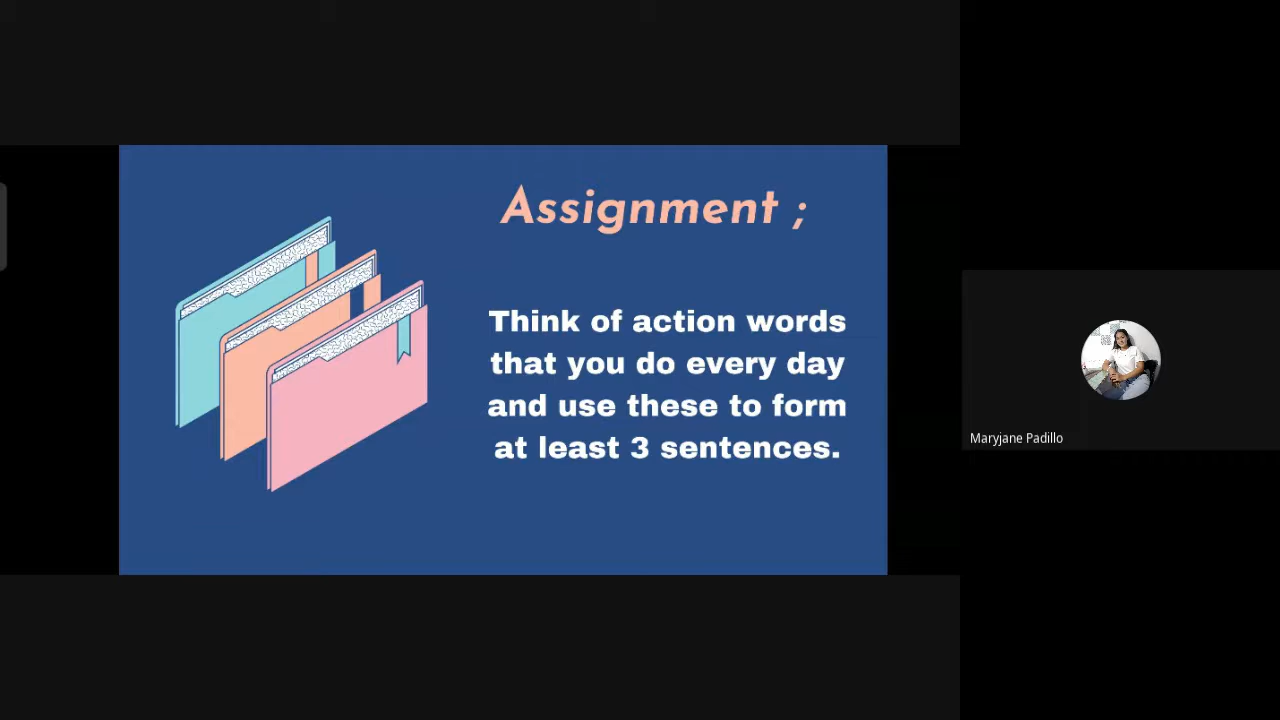 Assignment ;
Think of action words
that you do every day
and use these to form
at least 3 sentences.
Maryjane Padillo